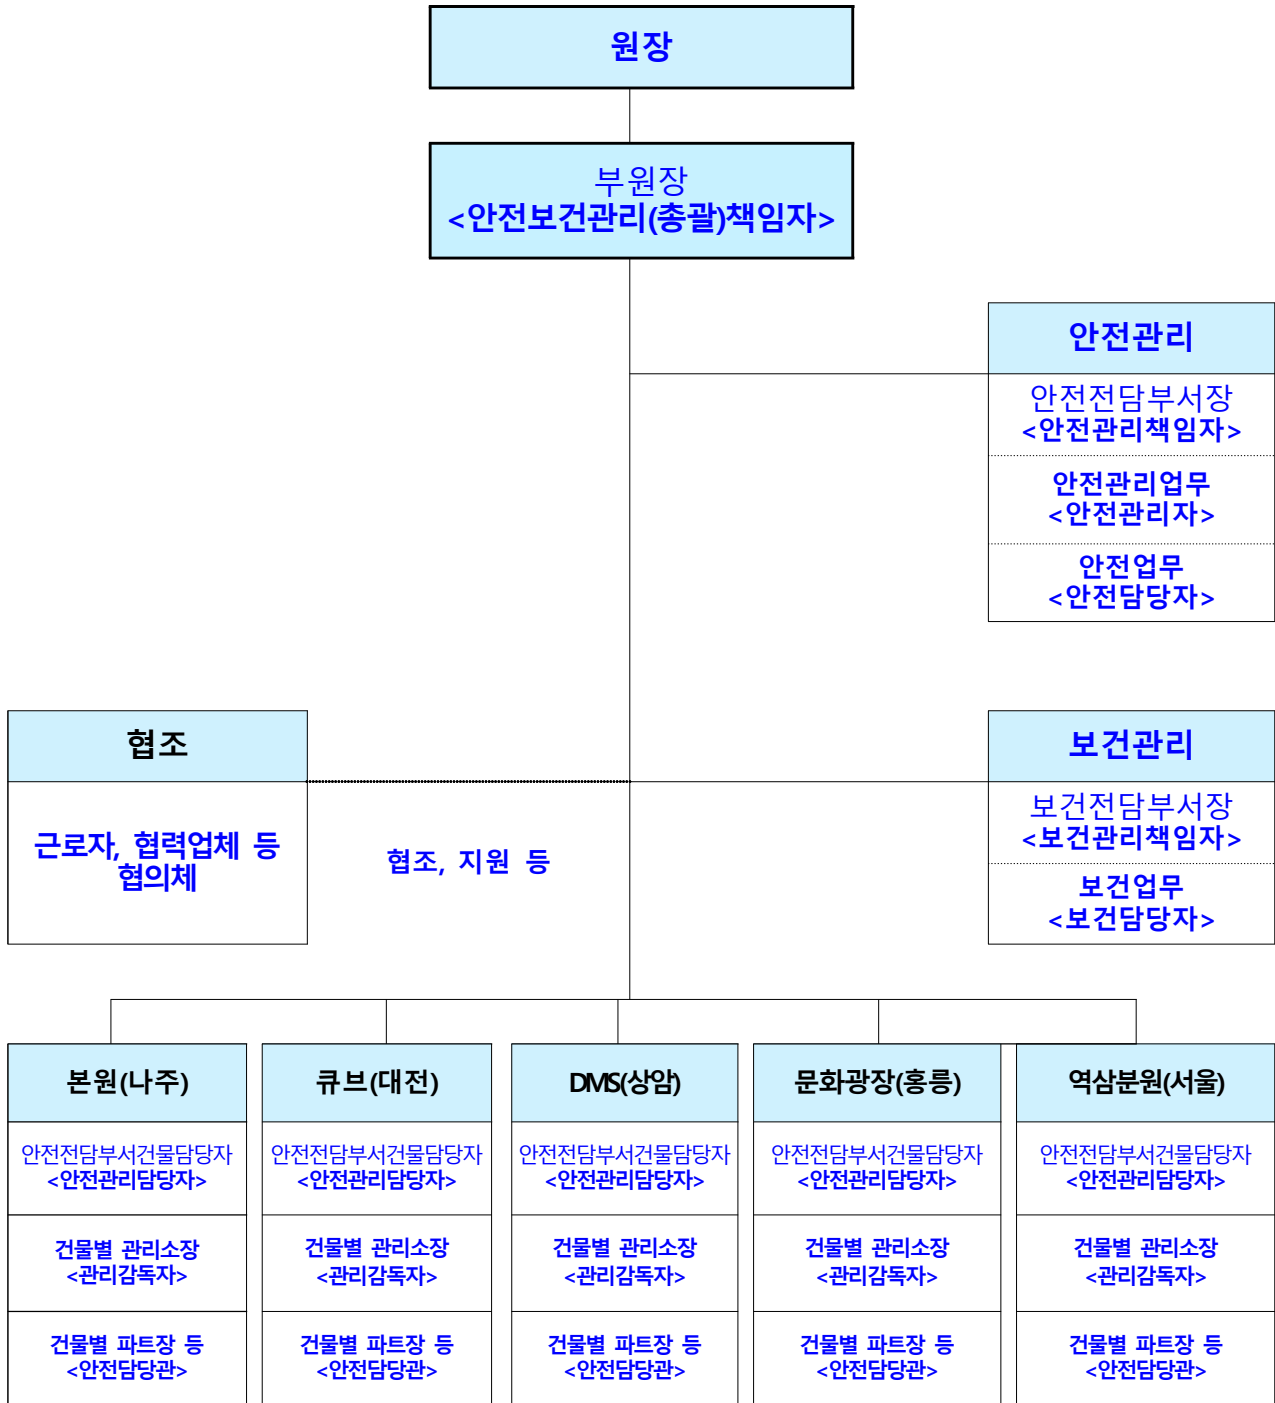 원장
부원장
<안전보건관리(총괄)책임자>
안전관리
안전전담부서장
<안전관리책임자>
안전관리업무
<안전관리자>
안전업무
<안전담당자>
협조
근로자, 협력업체 등
협의체
협조, 지원 등
보건관리
보건전담부서장
<보건관리책임자>
보건업무
<보건담당자>
본원(나주)
안전전담부서건물담당자
<안전관리담당자>
건물별 관리소장
<관리감독자>
건물별 파트장 등
<안전담당관>
큐브(대전)
안전전담부서건물담당자
<안전관리담당자>
건물별 관리소장
<관리감독자>
건물별 파트장 등
<안전담당관>
DMS(상암)
안전전담부서건물담당자
<안전관리담당자>
건물별 관리소장
<관리감독자>
건물별 파트장 등
<안전담당관>
문화광장(홍릉)
안전전담부서건물담당자
<안전관리담당자>
건물별 관리소장
<관리감독자>
건물별 파트장 등
<안전담당관>
역삼분원(서울)
안전전담부서건물담당자
<안전관리담당자>
건물별 관리소장
<관리감독자>
건물별 파트장 등
<안전담당관>